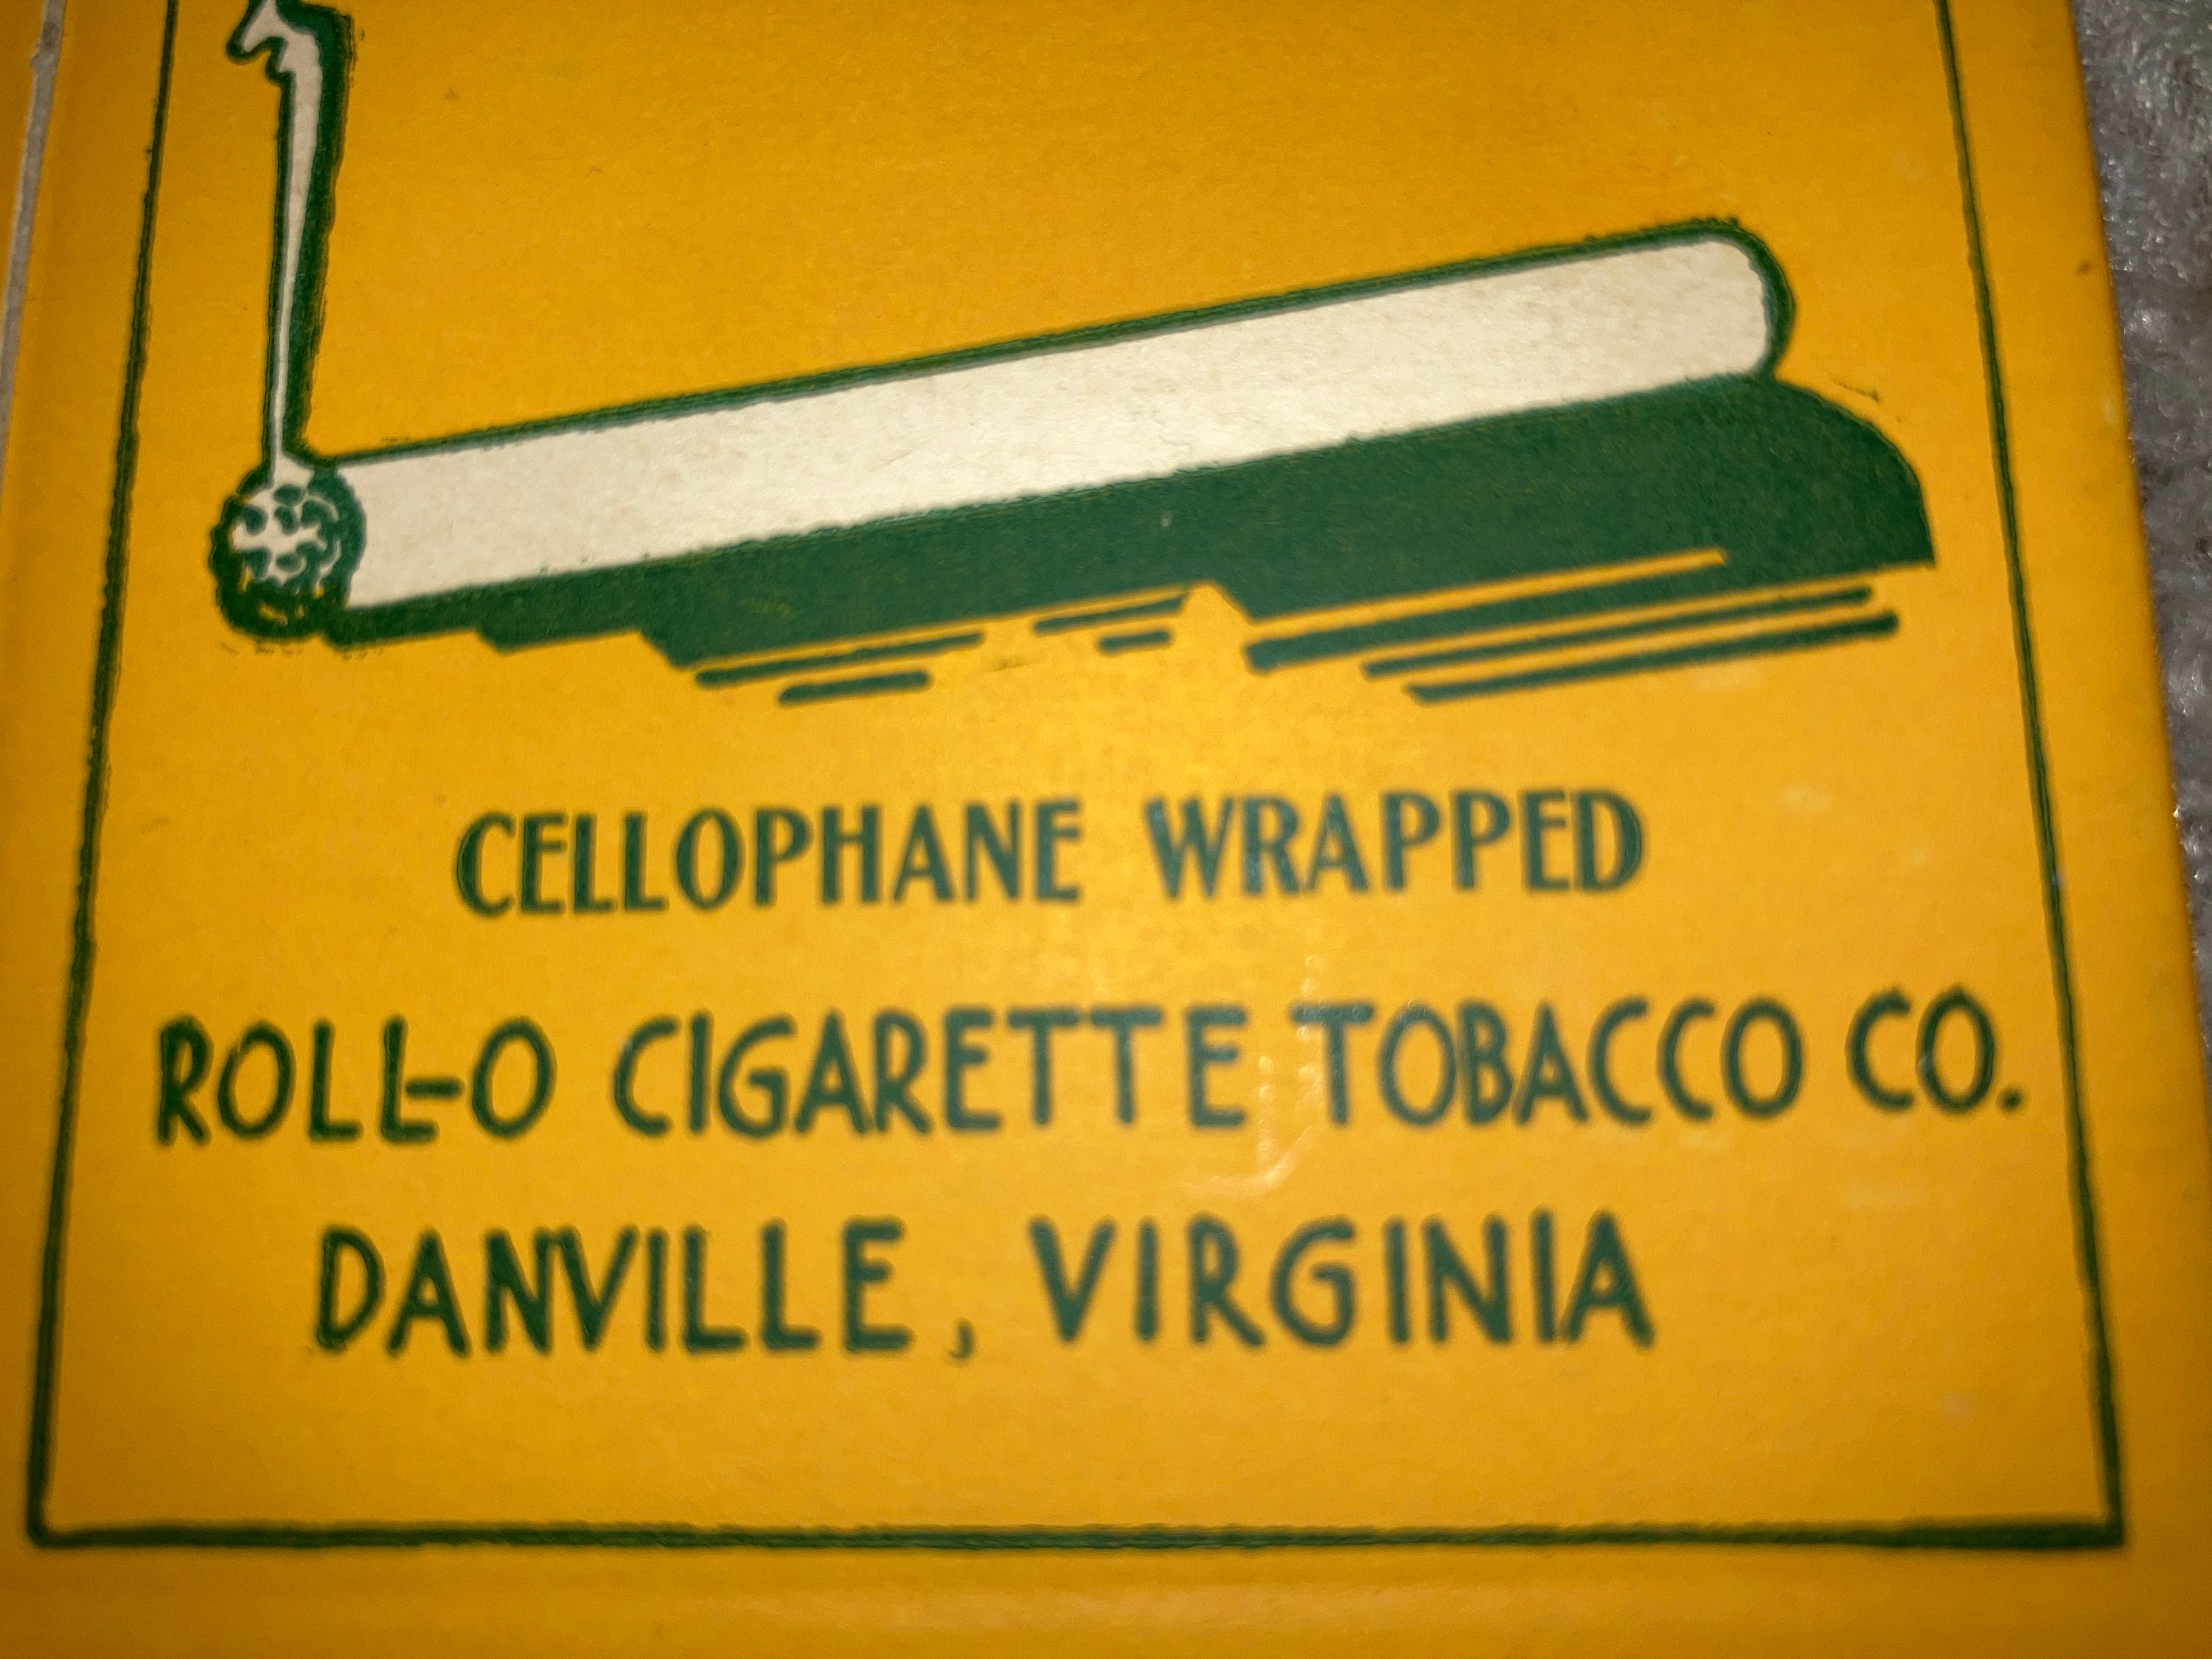 CELLOPHANE WRAPPED
ROLL-O CIGARETTE TOBACCO CO.
DANVILLE, VIRGINIA